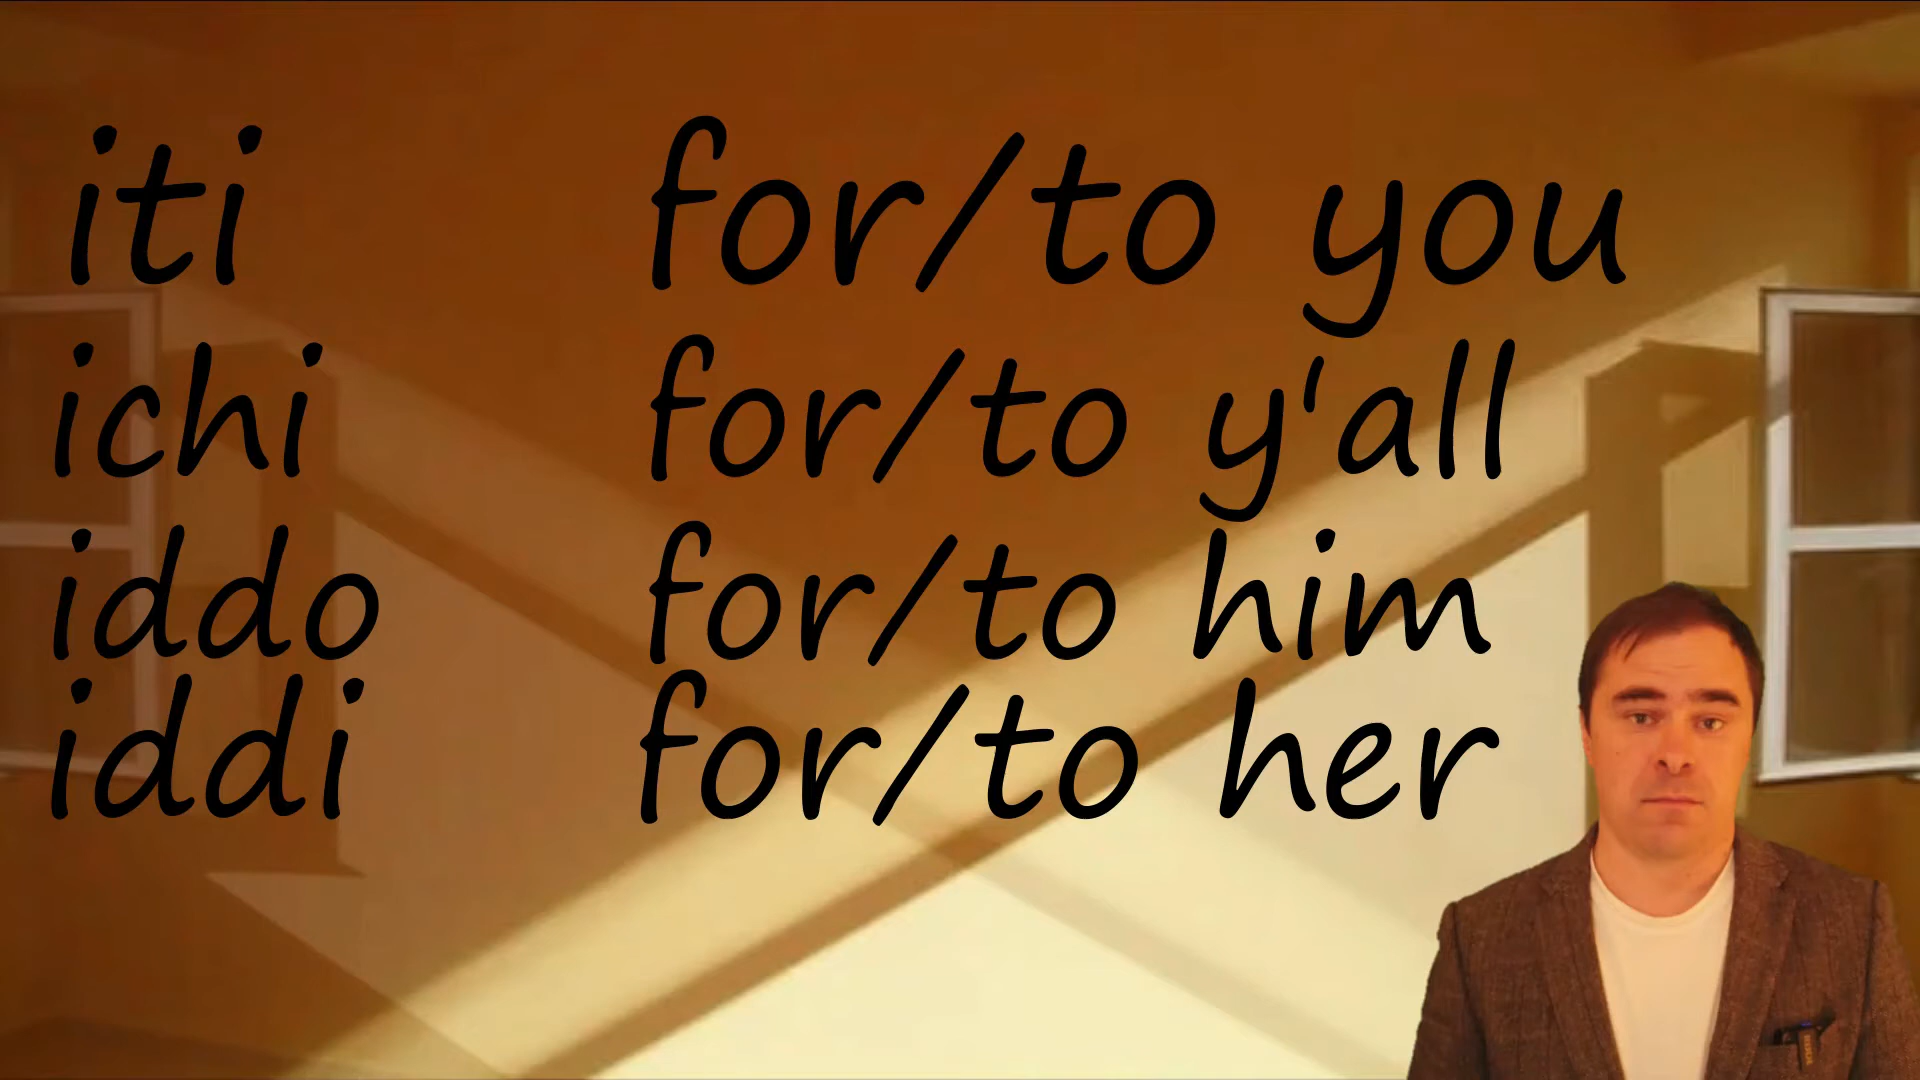 iti for/to you
ichi for/to y'all
iddo for/to him
iddi for/to her